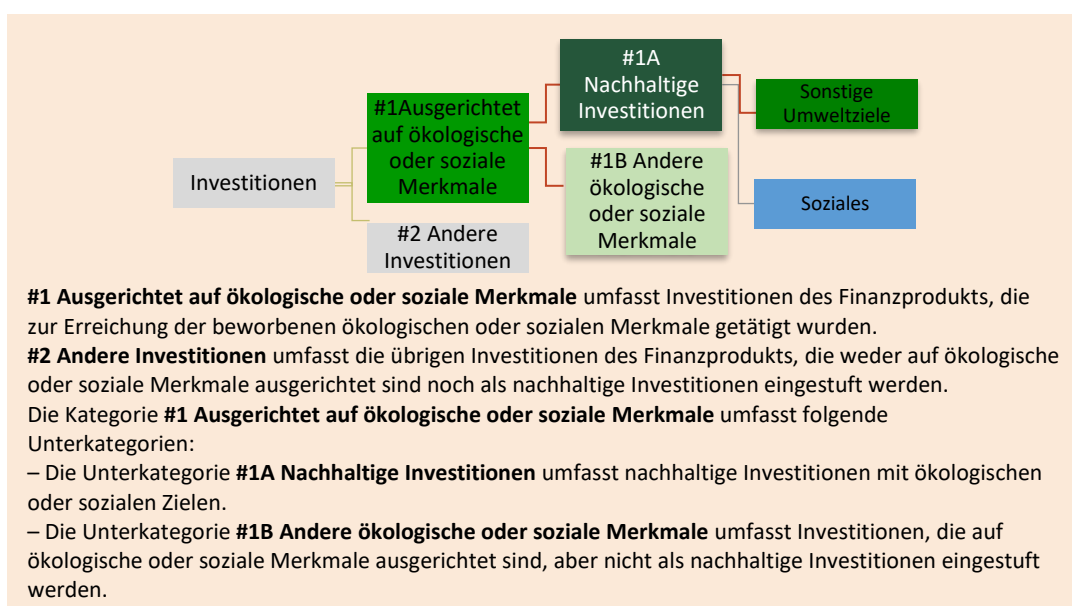 #1A
Nachhaltige
Investitionen
Sonstige
Umweltziele
#1Ausgerichtet
auf ökologische
oder soziale
Merkmale
#1B Andere
ökologische
oder soziale
Merkmale
Investitionen
Soziales
#2 Andere
Investitionen
#1 Ausgerichtet auf ökologische oder soziale Merkmale umfasst Investitionen des Finanzprodukts, die
zur Erreichung der beworbenen ökologischen oder sozialen Merkmale getätigt wurden.
#2 Andere Investitionen umfasst die übrigen Investitionen des Finanzprodukts, die weder auf ökologische
oder soziale Merkmale ausgerichtet sind noch als nachhaltige Investitionen eingestuft werden.
Die Kategorie #1 Ausgerichtet auf ökologische oder soziale Merkmale umfasst folgende
Unterkategorien:
– Die Unterkategorie #1A Nachhaltige Investitionen umfasst nachhaltige Investitionen mit ökologischen
oder sozialen Zielen.
– Die Unterkategorie #1B Andere ökologische oder soziale Merkmale umfasst Investitionen, die auf
ökologische oder soziale Merkmale ausgerichtet sind, aber nicht als nachhaltige Investitionen eingestuft
werden.